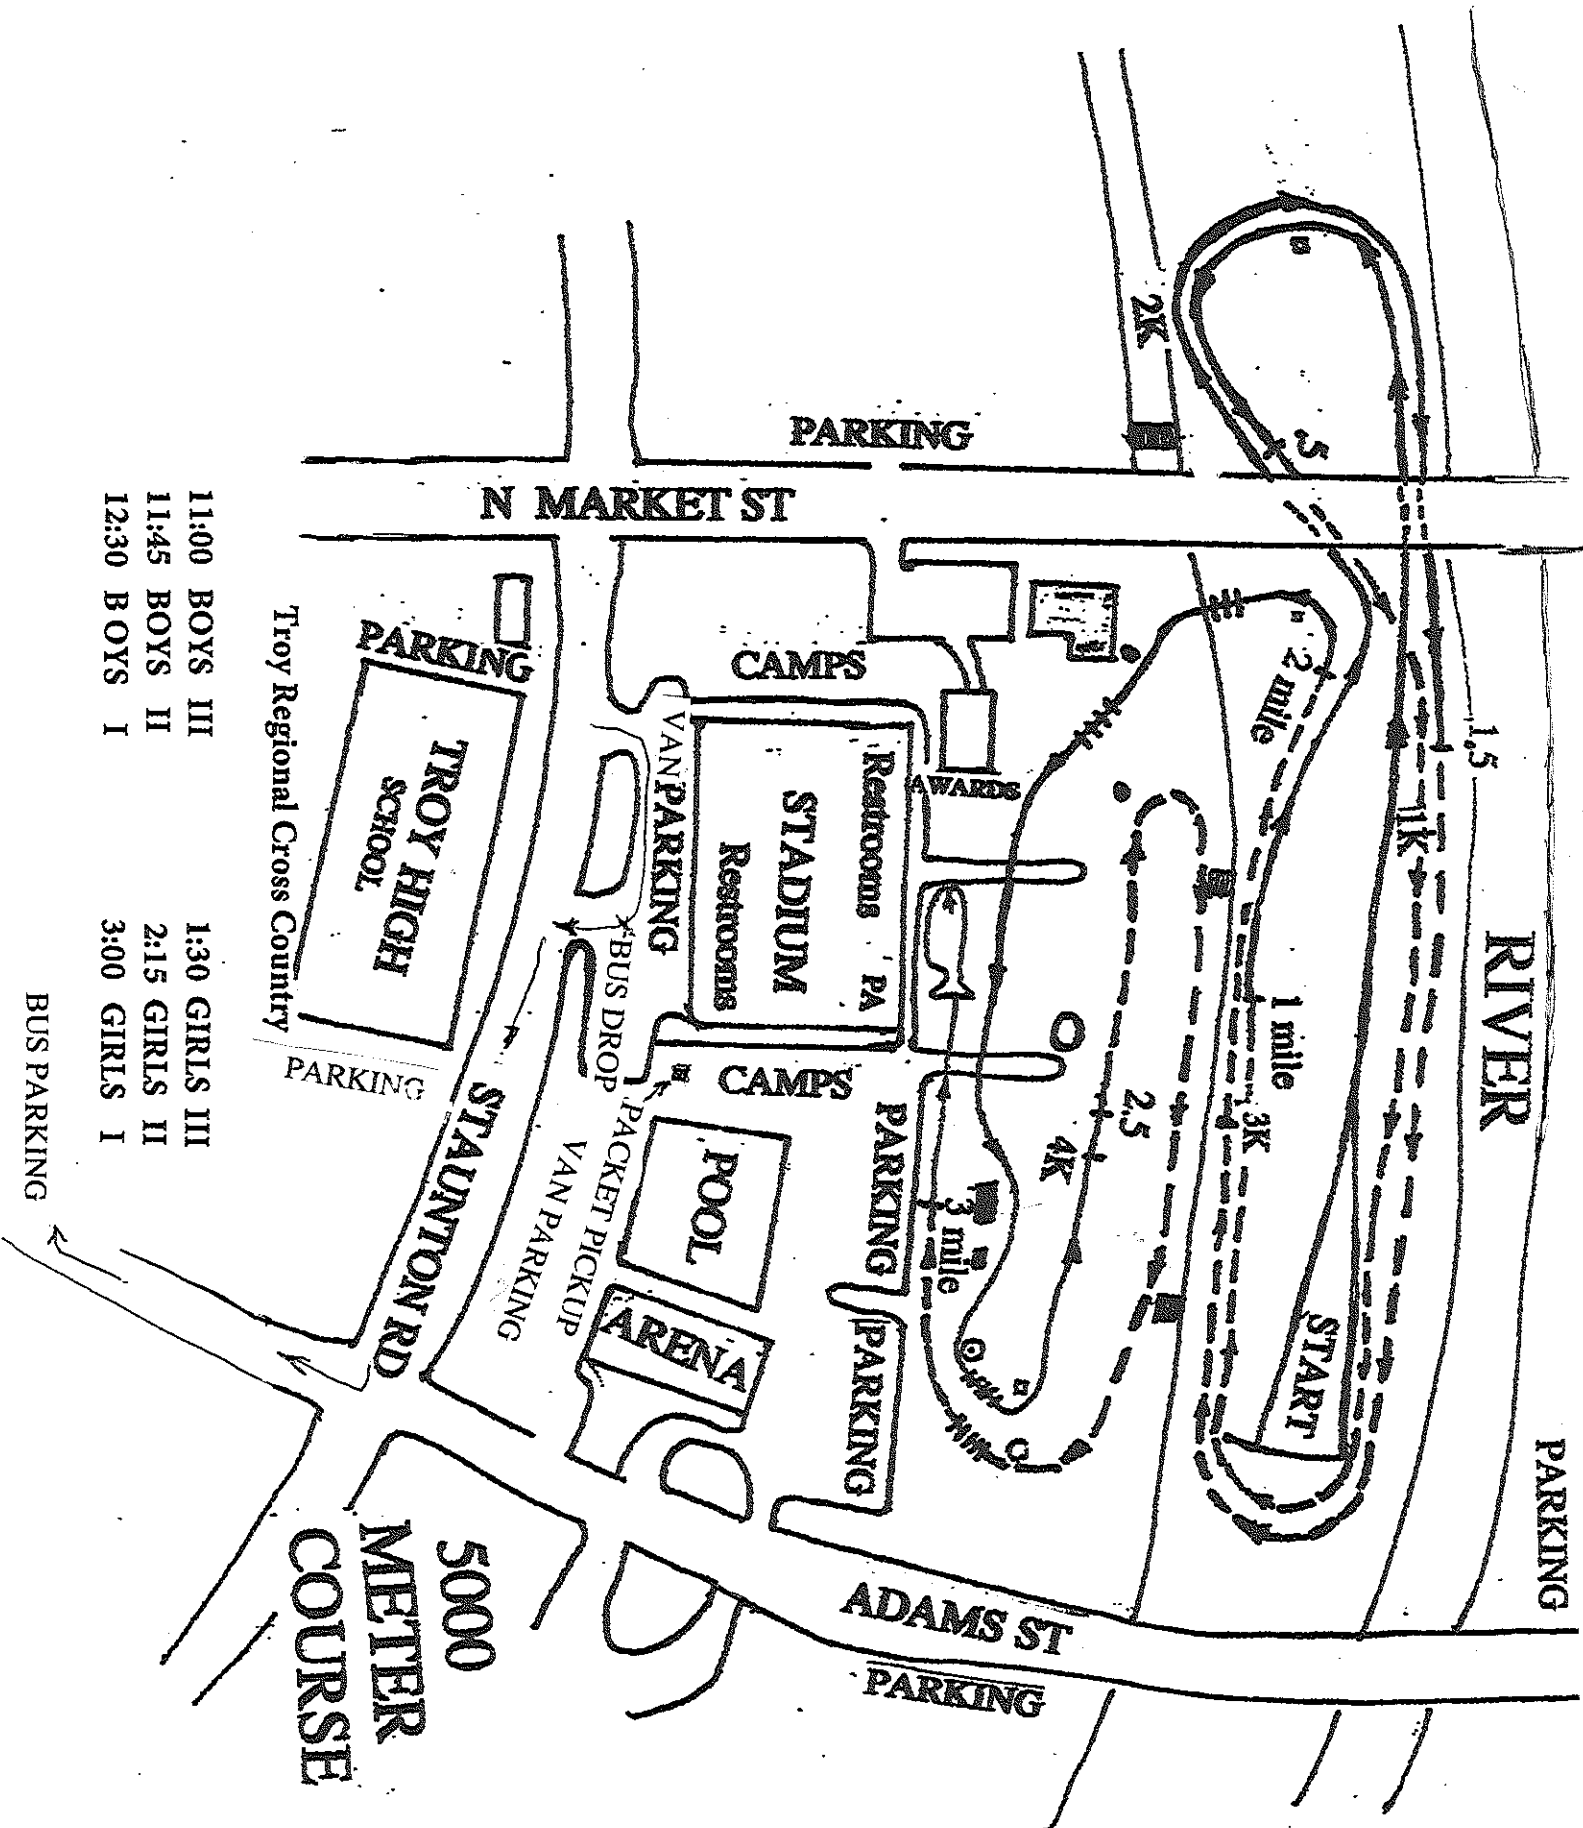 RIVER
PARKING
1.5
1K
START
.5
2 mile
1 mile
3K
2K
2.5
4K
3 mile
PARKING
N MARKET ST
CAMPS
AWARDS
Restrooms PA
STADIUM
Restrooms
CAMPS
PARKING
PARKING
VAN PARKING
BUS DROP
PACKET PICKUP
VAN PARKING
POOL
ARENA
ADAMS ST
PARKING
PARKING
TROY HIGH
SCHOOL
PARKING
STAUNTON RD
5000
METER
COURSE
Troy Regional Cross Country
11:00 BOYS III
11:45 BOYS II
12:30 BOYS I
1:30 GIRLS III
2:15 GIRLS II
3:00 GIRLS I
BUS PARKING